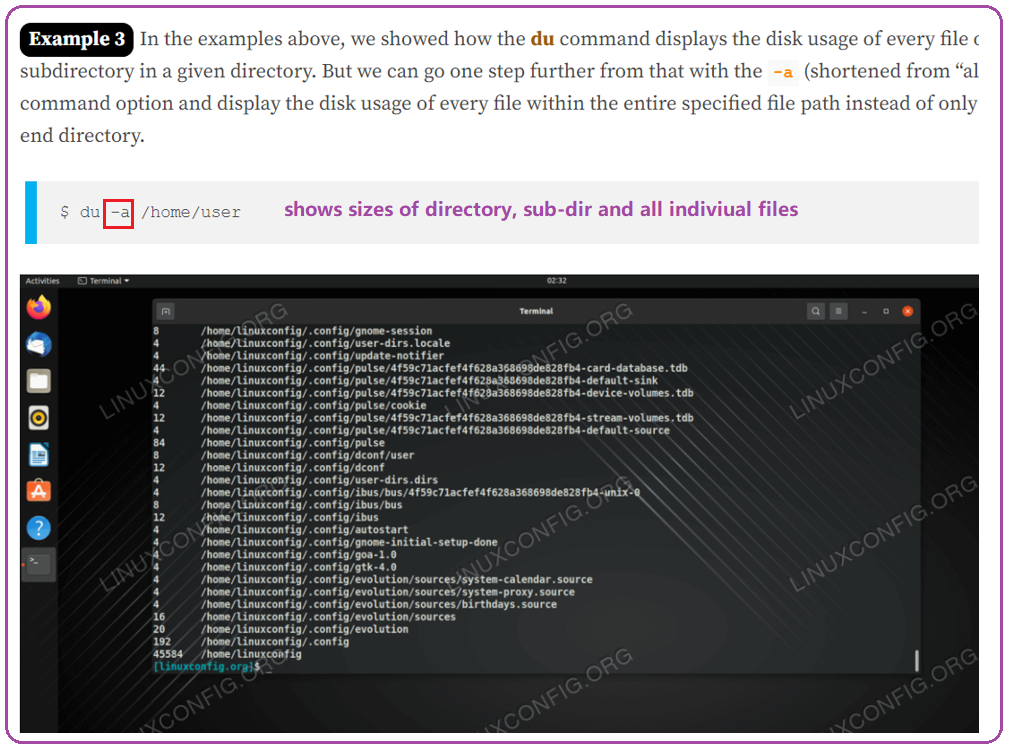 Example 3 In the examples above, we showed how the du command displays the disk usage of every file
subdirectory in a given directory. But we can go one step further from that with the -a (shortened from “al
command option and display the disk usage of every file within the entire specified file path instead of only
end directory.
$ du -a /home/user shows sizes of directory, sub-dir and all indiviual files
Activities Terminal 02:32
Terminal
8 /home/linuxconfig/.config/gnome-session
4 /home/linuxconfig/.config/user-dirs.locale
4 /home/linuxconfig/.config/update-notifier
44 /home/linuxconfig/.config/pulse/4f59c71acfef4f628a368698de828fb4-card-database.tdb
4 /home/linuxconfig/.config/pulse/4f59c71acfef4f628a368698de828fb4-default-sink
12 /home/linuxconfig/.config/pulse/4f59c71acfef4f628a368698de828fb4-device-volumes.tdb
4 /home/linuxconfig/.config/pulse/cookie
12 /home/linuxconfig/.config/pulse/4f59c71acfef4f628a368698de828fb4-stream-volumes.tdb
4 /home/linuxconfig/.config/pulse/4f59c71acfef4f628a368698de828fb4-default-source
84 /home/linuxconfig/.config/pulse
8 /home/linuxconfig/.config/dconf/user
12 /home/linuxconfig/.config/dconf
4 /home/linuxconfig/.config/user-dirs.dirs
4 /home/linuxconfig/.config/ibus/bus/4f59c71acfef4f628a368698de828fb4-unix-0
8 /home/linuxconfig/.config/ibus/bus
12 /home/linuxconfig/.config/ibus
4 /home/linuxconfig/.config/autostart
4 /home/linuxconfig/.config/gnome-initial-setup-done
4 /home/linuxconfig/.config/goa-1.0
4 /home/linuxconfig/.config/gtk-4.0
4 /home/linuxconfig/.config/evolution/sources/system-calendar.source
4 /home/linuxconfig/.config/evolution/sources/system-proxy.source
4 /home/linuxconfig/.config/evolution/sources/birthdays.source
16 /home/linuxconfig/.config/evolution/sources
20 /home/linuxconfig/.config/evolution
192 /home/linuxconfig/.config
45584 /home/linuxconfig
[linuxconfig.org]$ _
LINUXCONFIG.ORG
LINUXCONFIG.ORG
LINUXCONFIG.ORG
LINUXCONFIG.ORG
LINUXCONFIG.ORG
LINUXCONFIG.ORG